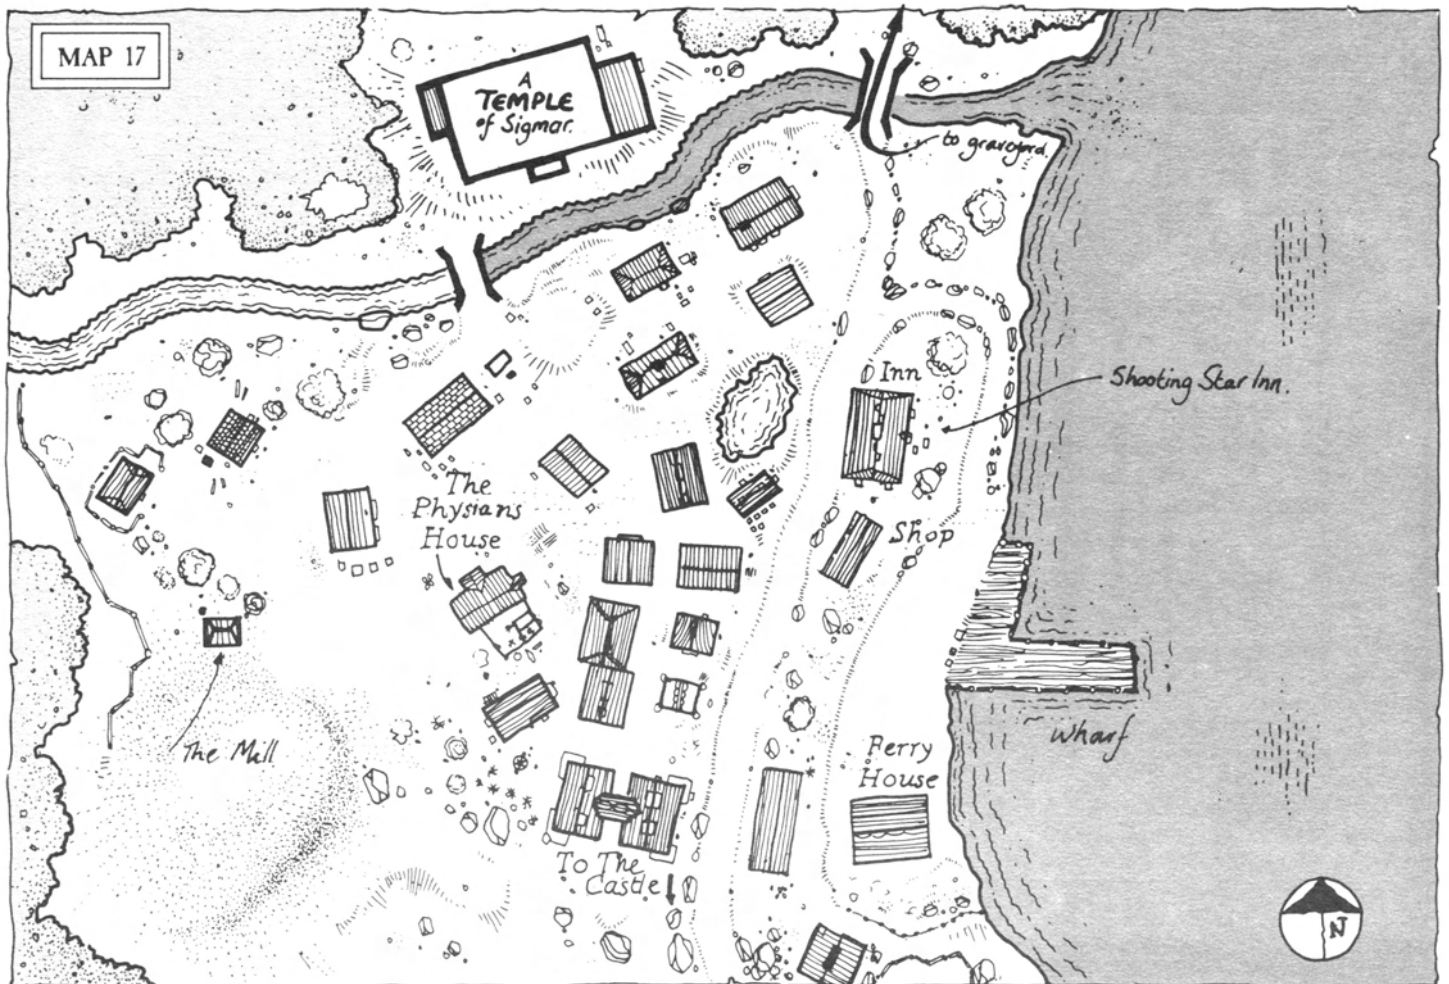 MAP 17
A
TEMPLE
of Sigmar.
to graveyard.
Inn
Shooting Star Inn.
The
Physians
House
Shop
The Mill
Wharf
Ferry
House
To The
Castle
N